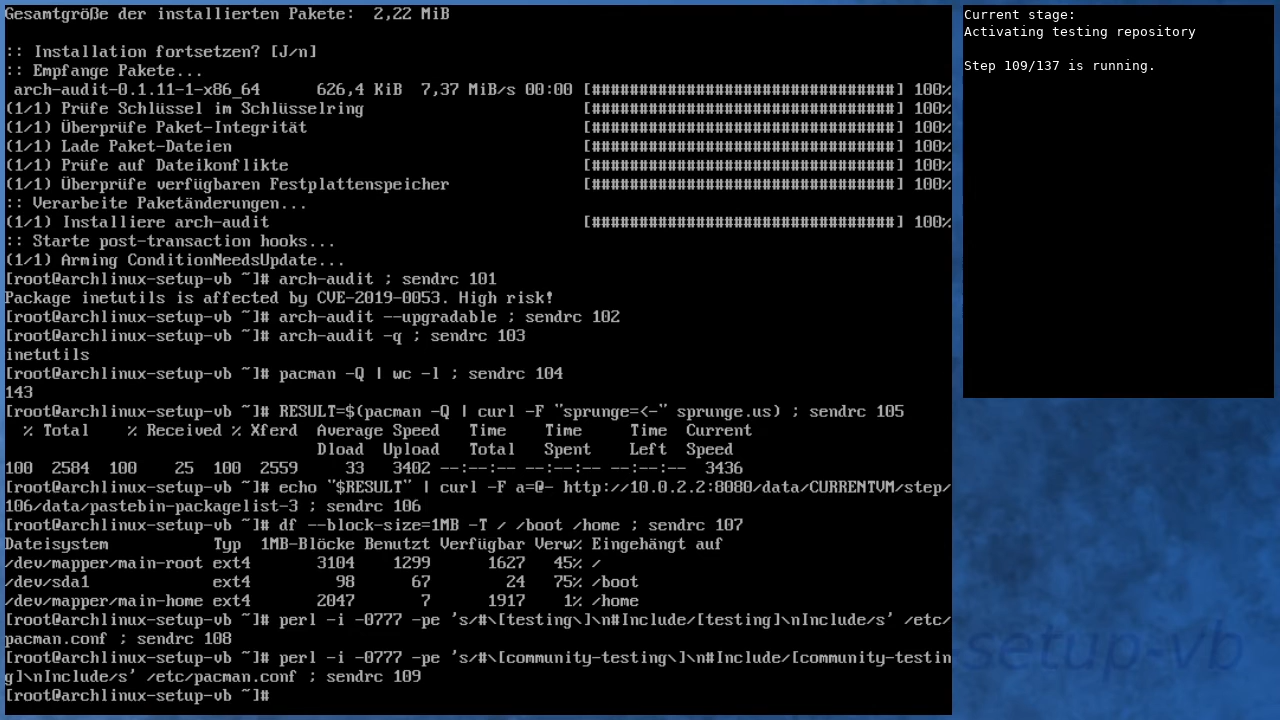 Gesamtgröße der installierten Pakete:  2,22 MiB
:: Installation fortsetzen? [J/n]
:: Empfange Pakete...
 arch-audit-0.1.11-1-x86_64      626,4 KiB  7,37 MiB/s 00:00 [################################] 100%
(1/1) Prüfe Schlüssel im Schlüsselring                       [################################] 100%
(1/1) Überprüfe Paket-Integrität                             [################################] 100%
(1/1) Lade Paket-Dateien                                     [################################] 100%
(1/1) Prüfe auf Dateikonflikte                               [################################] 100%
(1/1) Überprüfe verfügbaren Festplattenspeicher              [################################] 100%
:: Verarbeite Paketänderungen...
(1/1) Installiere arch-audit                                 [################################] 100%
:: Starte post-transaction hooks...
(1/1) Arming ConditionNeedsUpdate...
[root@archlinux-setup-vb ~]# arch-audit ; sendrc 101
Package inetutils is affected by CVE-2019-0053. High risk!
[root@archlinux-setup-vb ~]# arch-audit --upgradable ; sendrc 102
[root@archlinux-setup-vb ~]# arch-audit -q ; sendrc 103
inetutils
[root@archlinux-setup-vb ~]# pacman -Q | wc -l ; sendrc 104
143
[root@archlinux-setup-vb ~]# RESULT=$(pacman -Q | curl -F "sprunge=<-" sprunge.us) ; sendrc 105
  % Total    % Received % Xferd  Average Speed   Time    Time     Time  Current
                                 Dload  Upload   Total   Spent    Left  Speed
100  2584  100    25  100  2559     33   3402 --:--:-- --:--:-- --:--:--  3436
[root@archlinux-setup-vb ~]# echo "$RESULT" | curl -F a=@- http://10.0.2.2:8080/data/CURRENTVM/step/
106/data/pastebin-packagelist-3 ; sendrc 106
[root@archlinux-setup-vb ~]# df --block-size=1MB -T / /boot /home ; sendrc 107
Dateisystem           Typ  1MB-Blöcke Benutzt Verfügbar Verw% Eingehängt auf
/dev/mapper/main-root ext4       3104    1299      1627   45% /
/dev/sda1             ext4         98      67        24   75% /boot
/dev/mapper/main-home ext4       2047       7      1917    1% /home
[root@archlinux-setup-vb ~]# perl -i -0777 -pe 's/#\[testing\]\n#Include/[testing]\nInclude/s' /etc/
pacman.conf ; sendrc 108
[root@archlinux-setup-vb ~]# perl -i -0777 -pe 's/#\[community-testing\]\n#Include/[community-testin
g]\nInclude/s' /etc/pacman.conf ; sendrc 109
[root@archlinux-setup-vb ~]#
Current stage:
Activating testing repository
Step 109/137 is running.
setup-vb